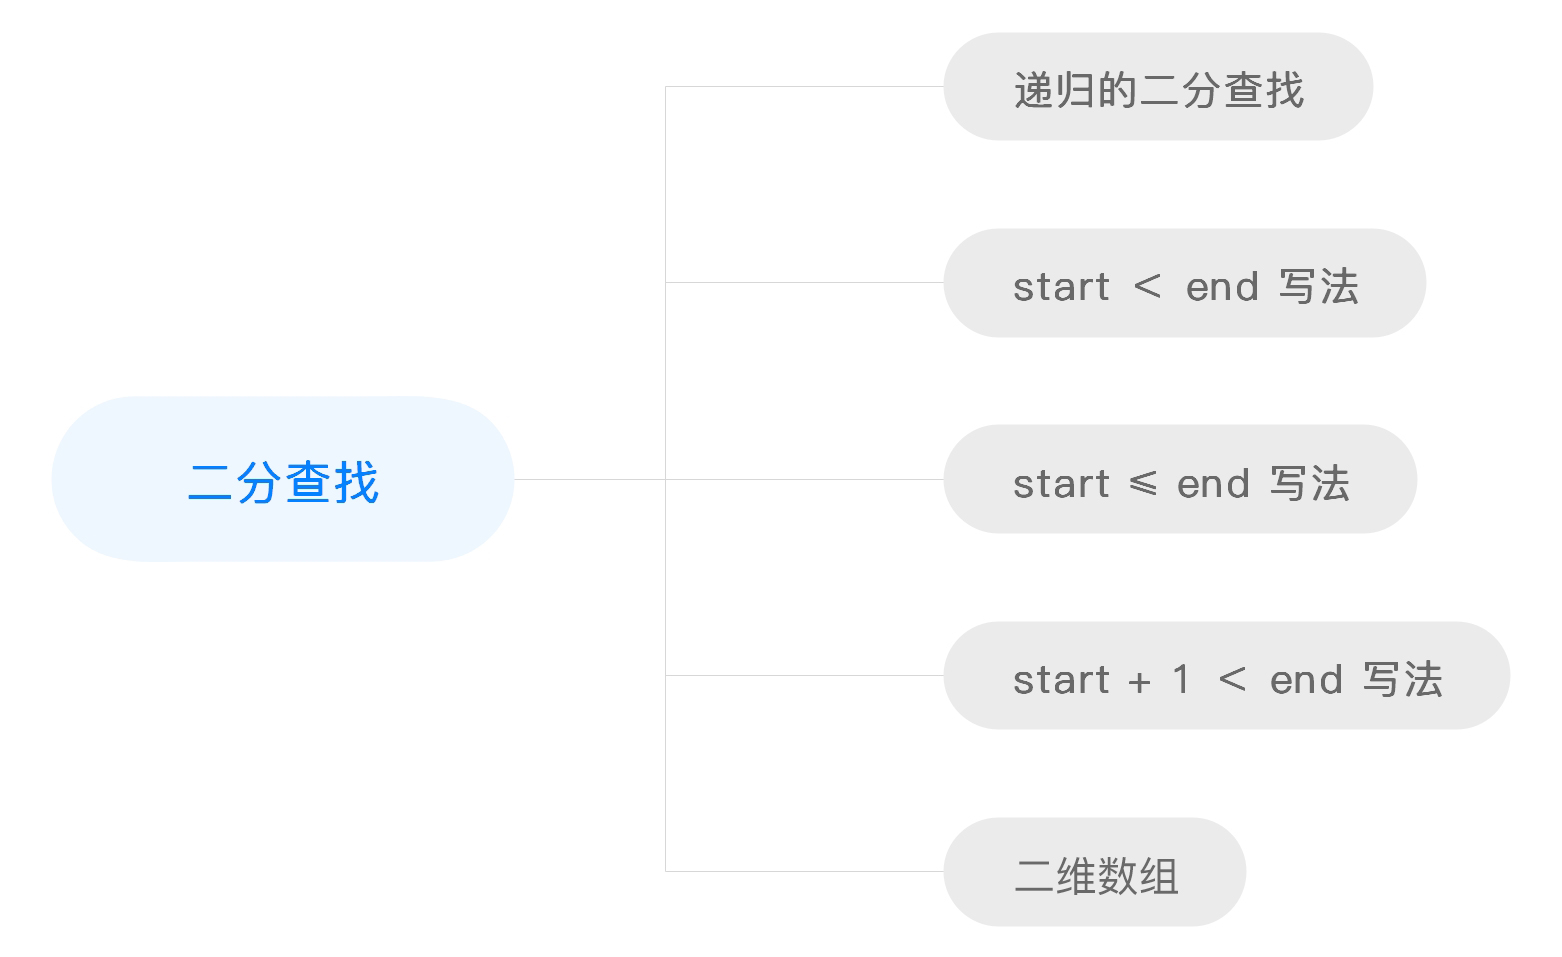 二分查找
递归的二分查找
start < end 写法
start ⩽ end 写法
start + 1 < end 写法
二维数组